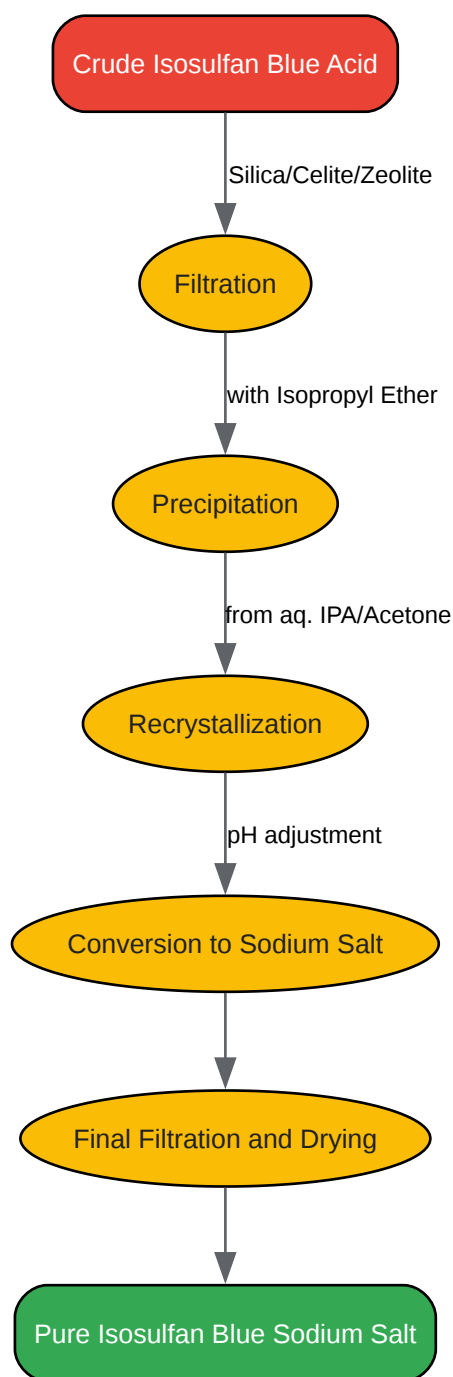 Crude Isosulfan Blue Acid
Silica/Celite/Zeolite
Filtration
with Isopropyl Ether
Precipitation
from aq. IPA/Acetone
Recrystallization
pH adjustment
Conversion to Sodium Salt
Final Filtration and Drying
Pure Isosulfan Blue Sodium Salt